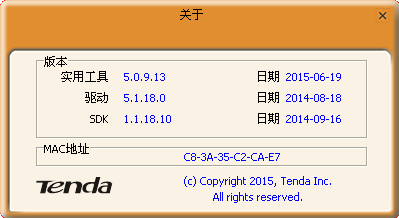 关于
版本
实用工具 5.0.9.13 日期 2015-06-19
驱动 5.1.18.0 日期 2014-08-18
SDK 1.1.18.10 日期 2014-09-16
MAC地址
C8-3A-35-C2-CA-E7
Tenda
(c) Copyright 2015, Tenda Inc.
All rights reserved.